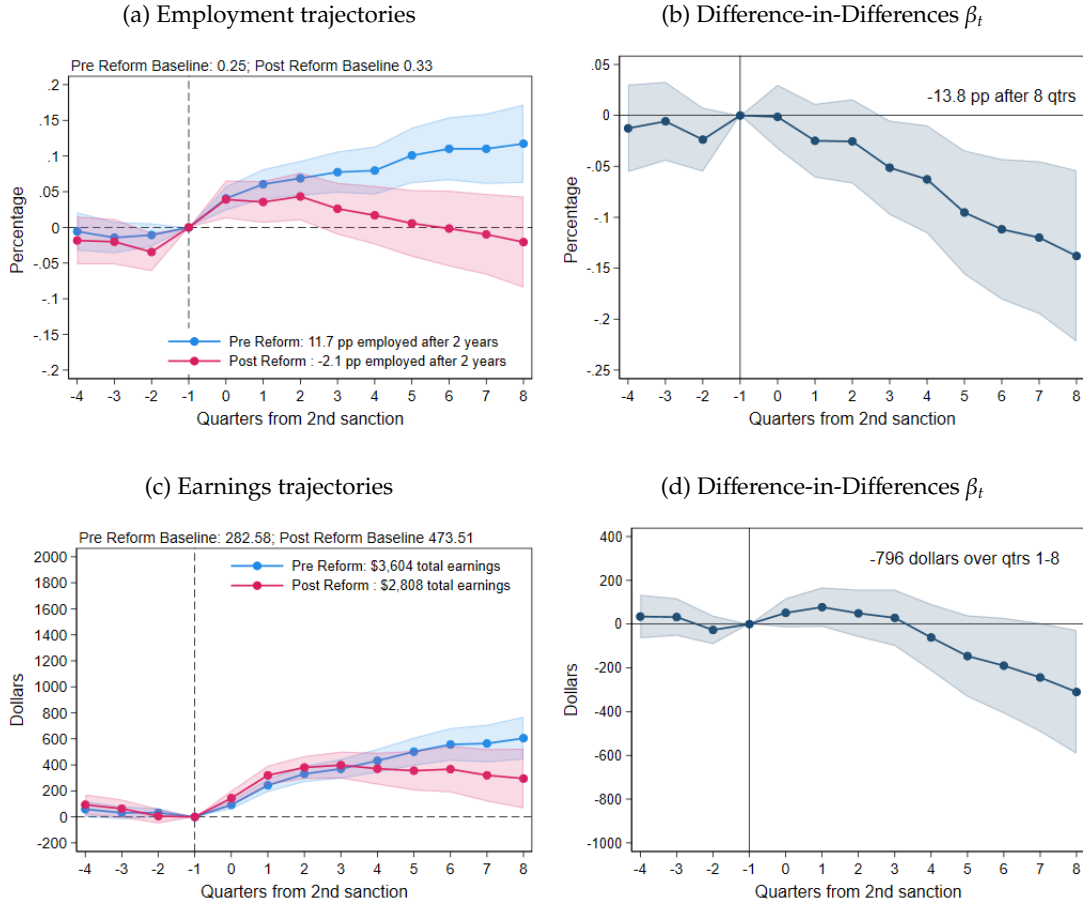 (a) Employment trajectories
Pre Reform Baseline: 0.25; Post Reform Baseline 0.33
.2
.15
.1
.05
0
-.05
-.1
.15
-.2
Percentage
Pre Reform: 11.7 pp employed after 2 years
Post Reform : -2.1 pp employed after 2 years
-4 -3 -2 -1 0 1 2 3 4 5 6 7 8
Quarters from 2nd sanction
(b) Difference-in-Differences βt
.05
0
-.05
-.1
-.15
-.2
-.25
Percentage
-13.8 pp after 8 qtrs
-4 -3 -2 -1 0 1 2 3 4 5 6 7 8
Quarters from 2nd sanction
(c) Earnings trajectories
Pre Reform Baseline: 282.58; Post Reform Baseline 473.51
2000
1800
1600
1400
1200
1000
800
600
400
200
0
-200
Dollars
Pre Reform: $3,604 total earnings
Post Reform : $2,808 total earnings
-4 -3 -2 -1 0 1 2 3 4 5 6 7 8
Quarters from 2nd sanction
(d) Difference-in-Differences βt
400
200
0
-200
-400
-600
-800
-1000
Dollars
-796 dollars over qtrs 1-8
-4 -3 -2 -1 0 1 2 3 4 5 6 7 8
Quarters from 2nd sanction